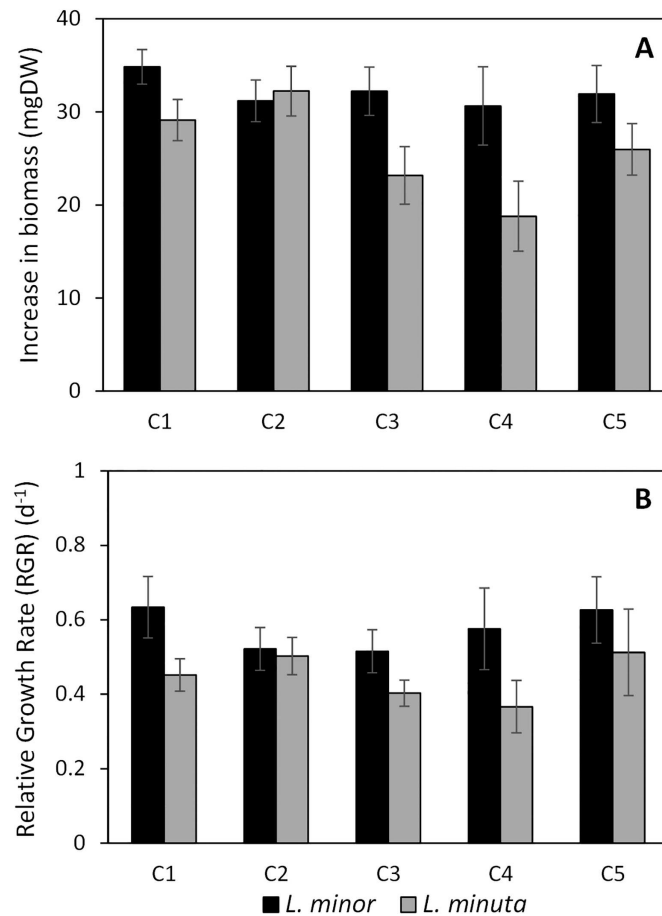 A
Increase in biomass (mgDW)
40
30
20
10
0
C1 C2 C3 C4 C5
B
Relative Growth Rate (RGR) (d⁻¹)
1
0.8
0.6
0.4
0.2
0
C1 C2 C3 C4 C5
L. minor L. minuta